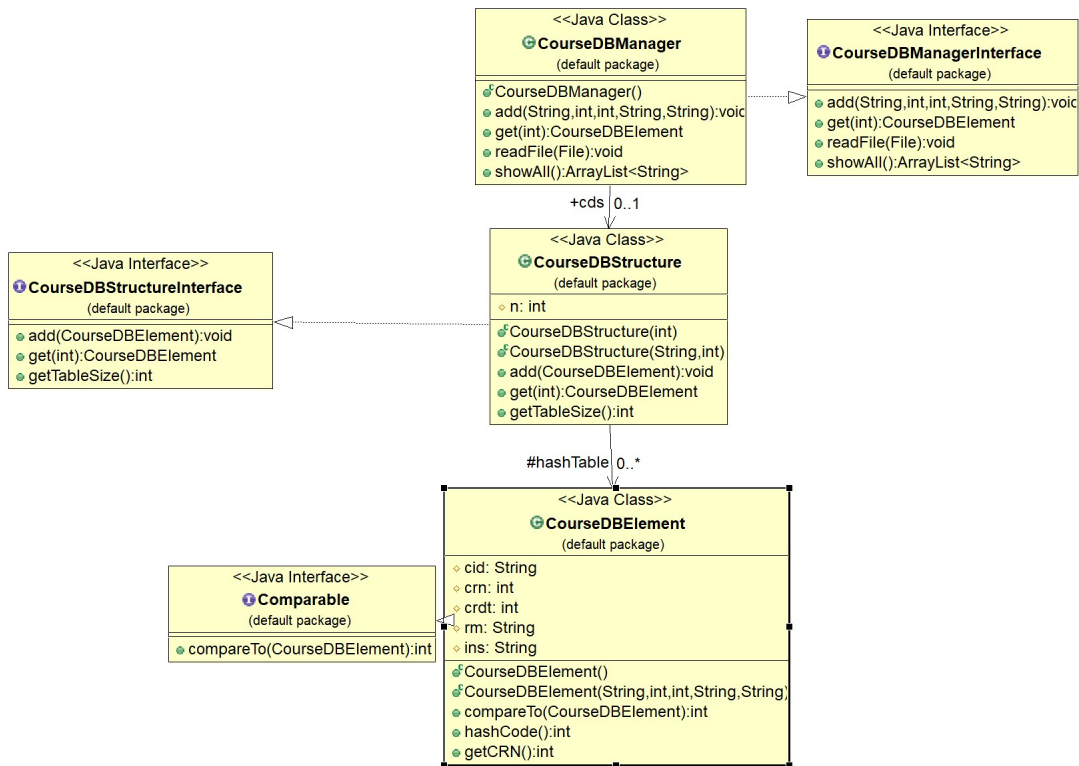 <<Java Class>>
CourseDBManager
(default package)
CourseDBManager()
add(String,int,int,String,String):void
get(int):CourseDBElement
readFile(File):void
showAll():ArrayList<String>
<<Java Interface>>
CourseDBManagerInterface
(default package)
add(String,int,int,String,String):void
get(int):CourseDBElement
readFile(File):void
showAll():ArrayList<String>
+cds 0..1
<<Java Interface>>
CourseDBStructureInterface
(default package)
add(CourseDBElement):void
get(int):CourseDBElement
getTableSize():int
<<Java Class>>
CourseDBStructure
(default package)
n: int
CourseDBStructure(int)
CourseDBStructure(String,int)
add(CourseDBElement):void
get(int):CourseDBElement
getTableSize():int
#hashTable 0..*
<<Java Interface>>
Comparable
(default package)
compareTo(CourseDBElement):int
<<Java Class>>
CourseDBElement
(default package)
cid: String
crn: int
crdt: int
rm: String
ins: String
CourseDBElement()
CourseDBElement(String,int,int,String,String)
compareTo(CourseDBElement):int
hashCode():int
getCRN():int